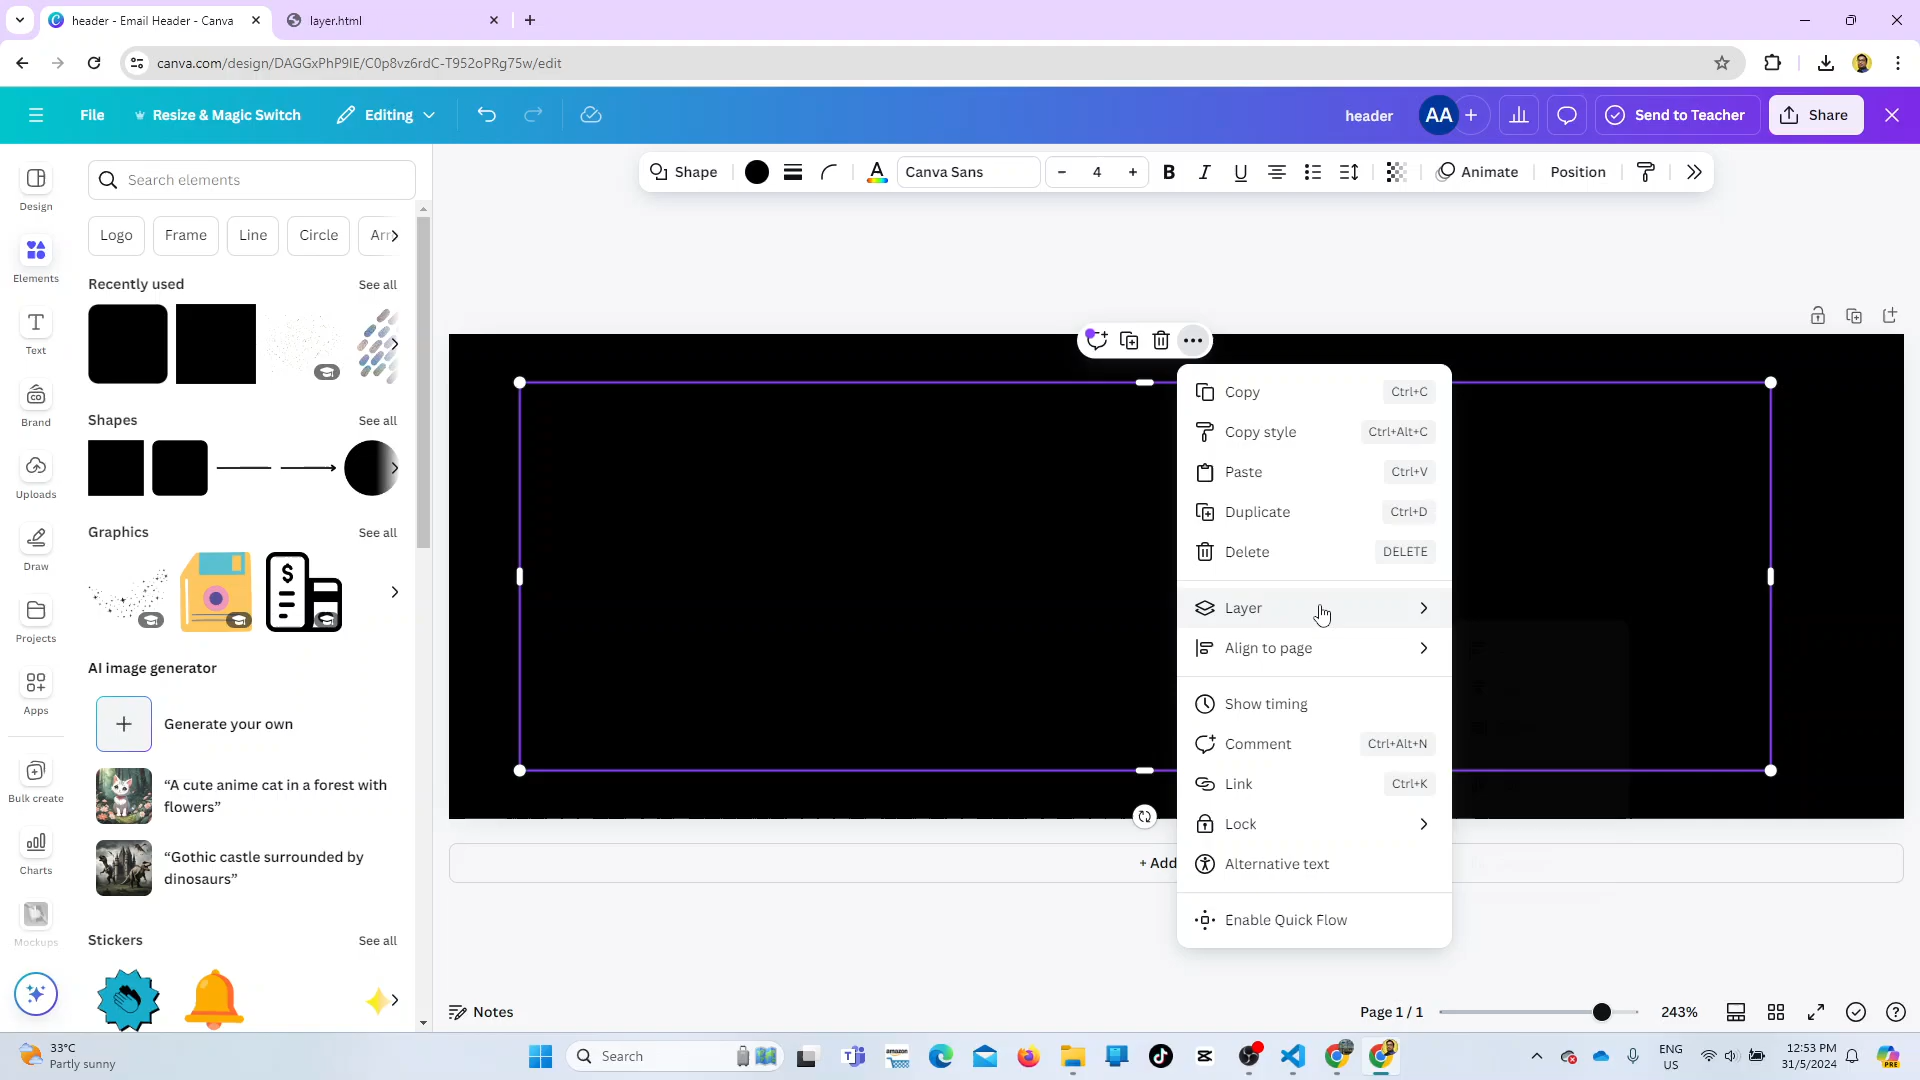 header - Email Header - Canva
layer.html
canva.com/design/DAGGxPhP9IE/C0p8vz6rdC-T952oPRg75w/edit
File
Resize & Magic Switch
Editing
header
AA
Send to Teacher
Share
Shape
Canva Sans
4
Animate
Position
Search elements
Logo
Frame
Line
Circle
Arr
Recently used
See all
Shapes
See all
Graphics
See all
AI image generator
Generate your own
“A cute anime cat in a forest with
flowers”
“Gothic castle surrounded by
dinosaurs”
Stickers
See all
Design
Elements
Text
Brand
Uploads
Draw
Projects
Apps
Bulk create
Charts
Mockups
Copy
Ctrl+C
Copy style
Ctrl+Alt+C
Paste
Ctrl+V
Duplicate
Ctrl+D
Delete
DELETE
Layer
Align to page
Show timing
Comment
Ctrl+Alt+N
Link
Ctrl+K
Lock
Alternative text
Enable Quick Flow
+ Add
Notes
Page 1 / 1
243%
33°C
Partly sunny
Search
ENG
US
12:53 PM
31/5/2024